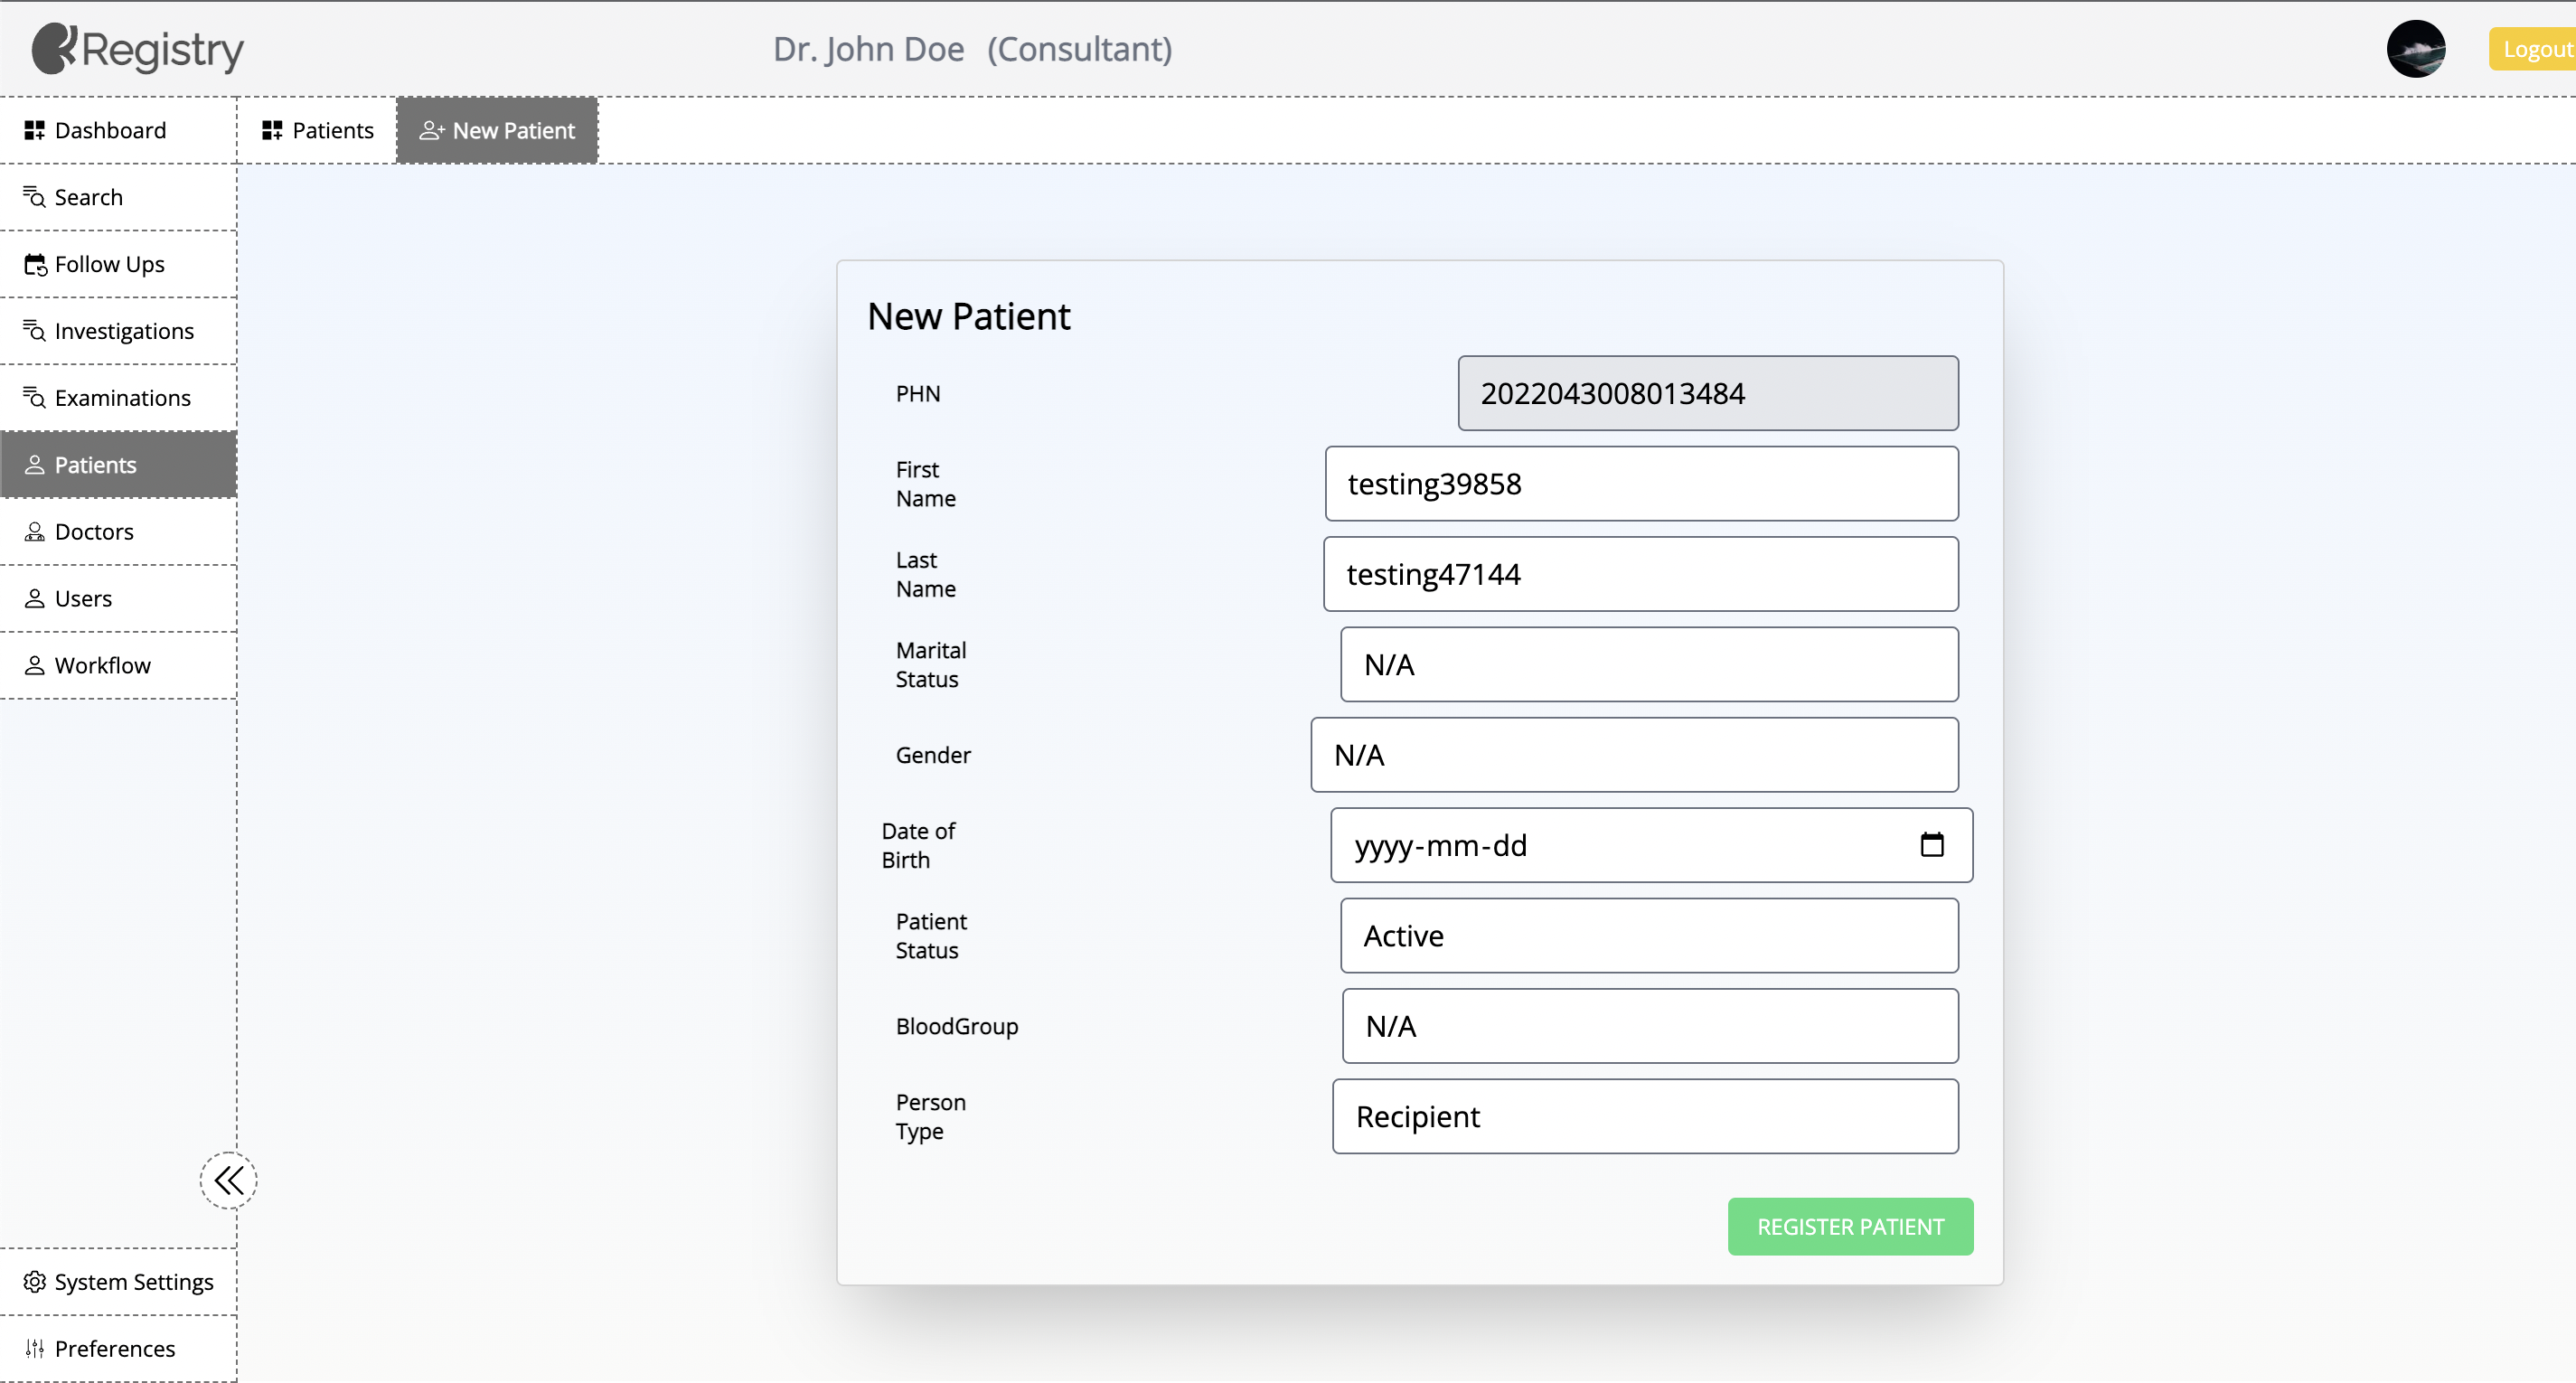 Registry
Dr. John Doe (Consultant)
Logout
Dashboard
Patients
New Patient
Search
Follow Ups
Investigations
Examinations
Patients
Doctors
Users
Workflow
System Settings
Preferences
New Patient
PHN
2022043008013484
First
Name
testing39858
Last
Name
testing47144
Marital
Status
N/A
Gender
N/A
Date of
Birth
yyyy-mm-dd
Patient
Status
Active
BloodGroup
N/A
Person
Type
Recipient
REGISTER PATIENT